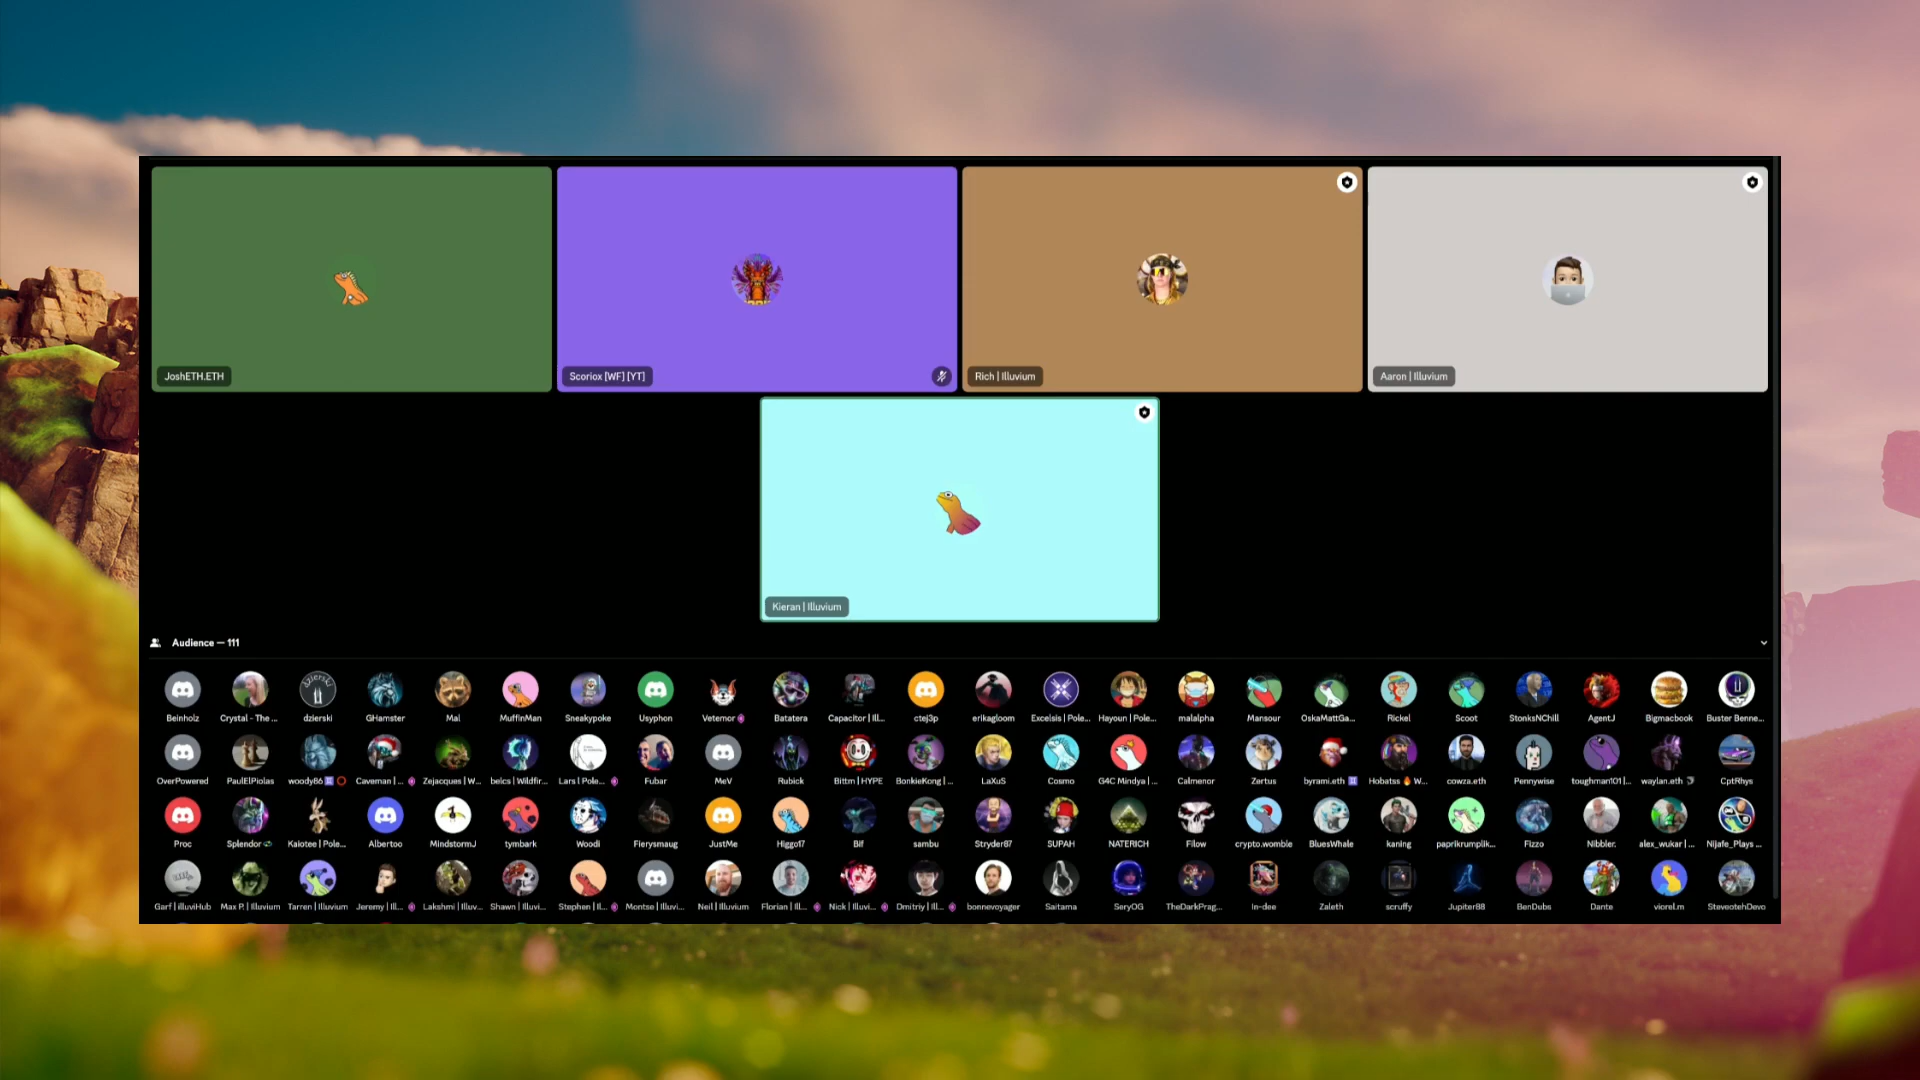 JoshETH.ETH
Scoriox [WF] [YT]
Rich | Illuvium
Aaron | Illuvium
Kieran | Illuvium
Audience — 111
Beinholz Crystal - The ... dzierski GHamster Mal MuffinMan Sneakypoke Usyphon Vetemor Batatera Capacitor | Ill... ctej3p erikagloom Excelsis | Pole... Hayoun | Pole... malalpha Mansour OskaMattGa... Rickel Scoot StonksNChill AgentJ Bigmacbook Buster Benne...
OverPowered PaulElPiolas woody86 Caveman | ... Zejacques | W... belcs | Wildfir... Lars | Pole... Fubar MeV Rubick Bittm | HYPE BonkieKong | ... LaXuS Cosmo G4C Mindya | ... Calmenor Zertus byrami.eth Hobatss 🔥 W... cowza.eth Pennywise toughman101 |... waylan.eth CptRhys
Proc Splendor Kaiotee | Pole... Albertoo MindstormJ tymbark Woodi Fierysmaug JustMe Higgo17 Bif sambu Stryder87 SUPAH NATERICH Filow crypto.womble BluesWhale kaning paprikrumplik... Fizzo Nibbler. alex_wukar | ... Nijafe_Plays ...
Garf | illuviHub Max P. | Illuvium Tarren | Illuvium Jeremy | Ill... Lakshmi | Illuv... Shawn | Illuvi... Stephen | Il... Montse | Illuvi... Neil | Illuvium Florian | Ill... Nick | Illuvi... Dmitriy | Ill... bonnevoyager Saitama SeryOG TheDarkPrag... In-dee Zaleth scruffy Jupiter88 BenDubs Dante viorel.m StevootehDevo